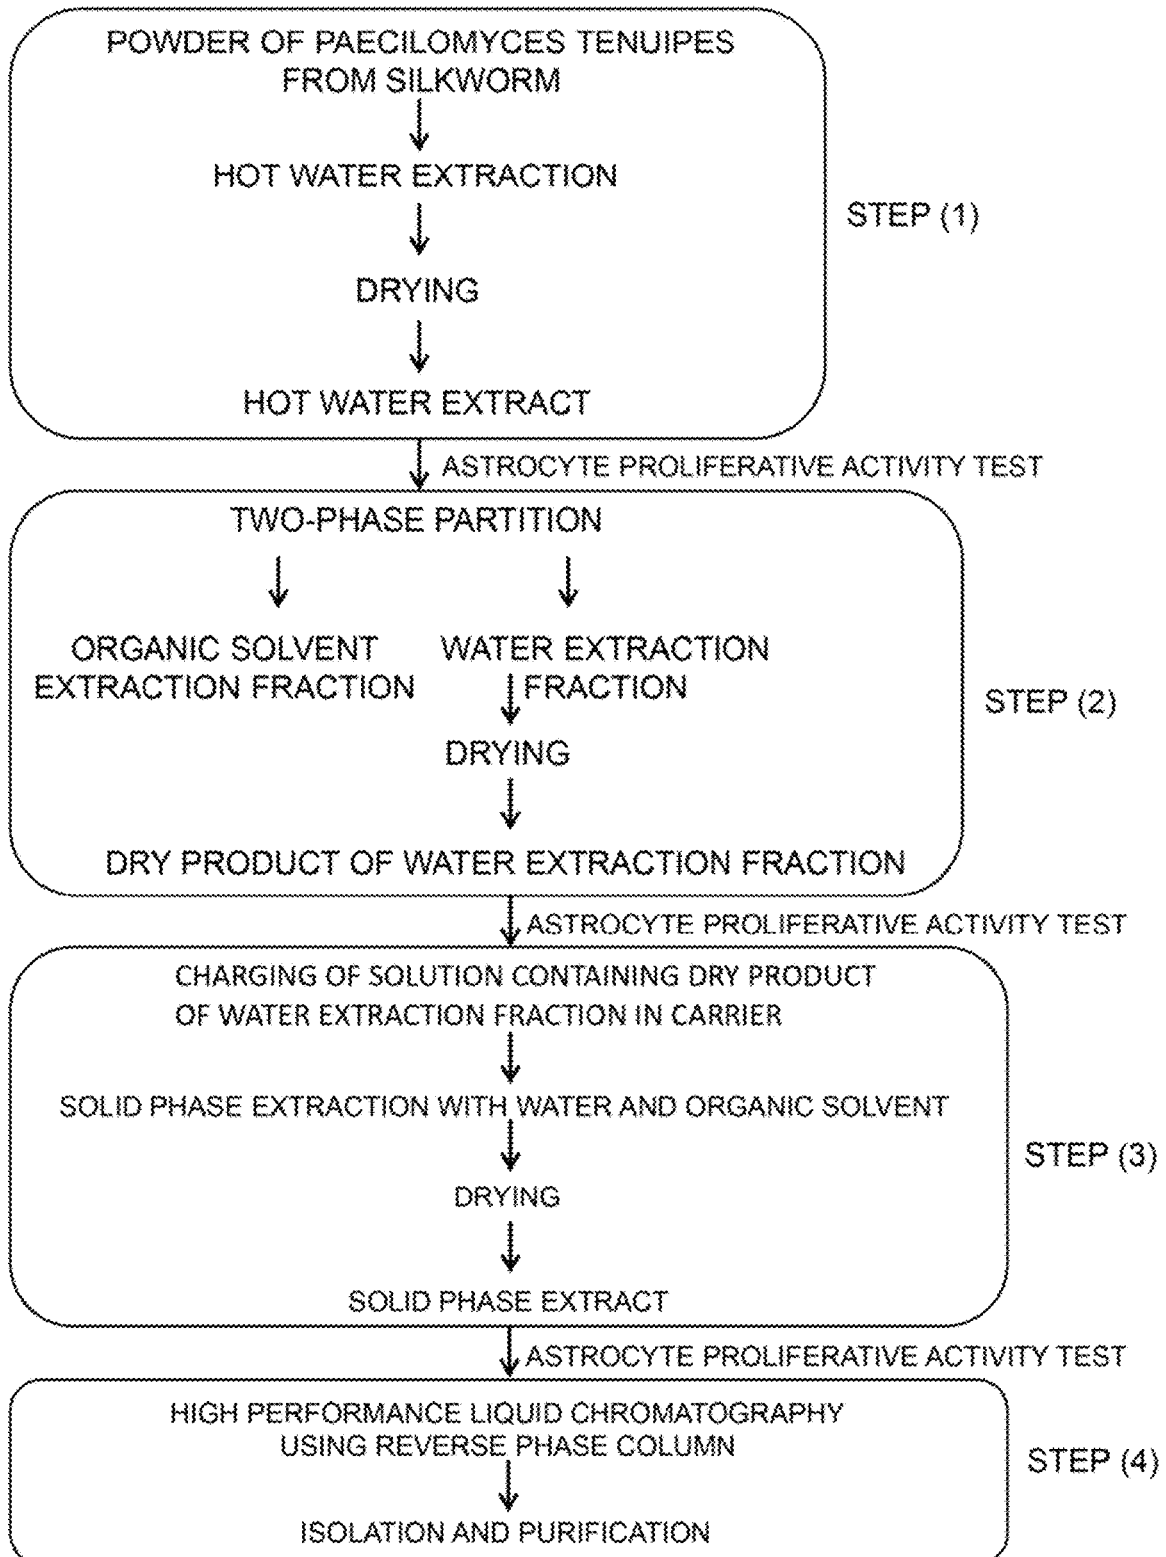 POWDER OF PAECILOMYCES TENUIPES
FROM SILKWORM
HOT WATER EXTRACTION
STEP (1)
DRYING
HOT WATER EXTRACT
ASTROCYTE PROLIFERATIVE ACTIVITY TEST
TWO-PHASE PARTITION
ORGANIC SOLVENT
EXTRACTION FRACTION
WATER EXTRACTION
FRACTION
STEP (2)
DRYING
DRY PRODUCT OF WATER EXTRACTION FRACTION
ASTROCYTE PROLIFERATIVE ACTIVITY TEST
CHARGING OF SOLUTION CONTAINING DRY PRODUCT
OF WATER EXTRACTION FRACTION IN CARRIER
SOLID PHASE EXTRACTION WITH WATER AND ORGANIC SOLVENT
STEP (3)
DRYING
SOLID PHASE EXTRACT
ASTROCYTE PROLIFERATIVE ACTIVITY TEST
HIGH PERFORMANCE LIQUID CHROMATOGRAPHY
USING REVERSE PHASE COLUMN
STEP (4)
ISOLATION AND PURIFICATION